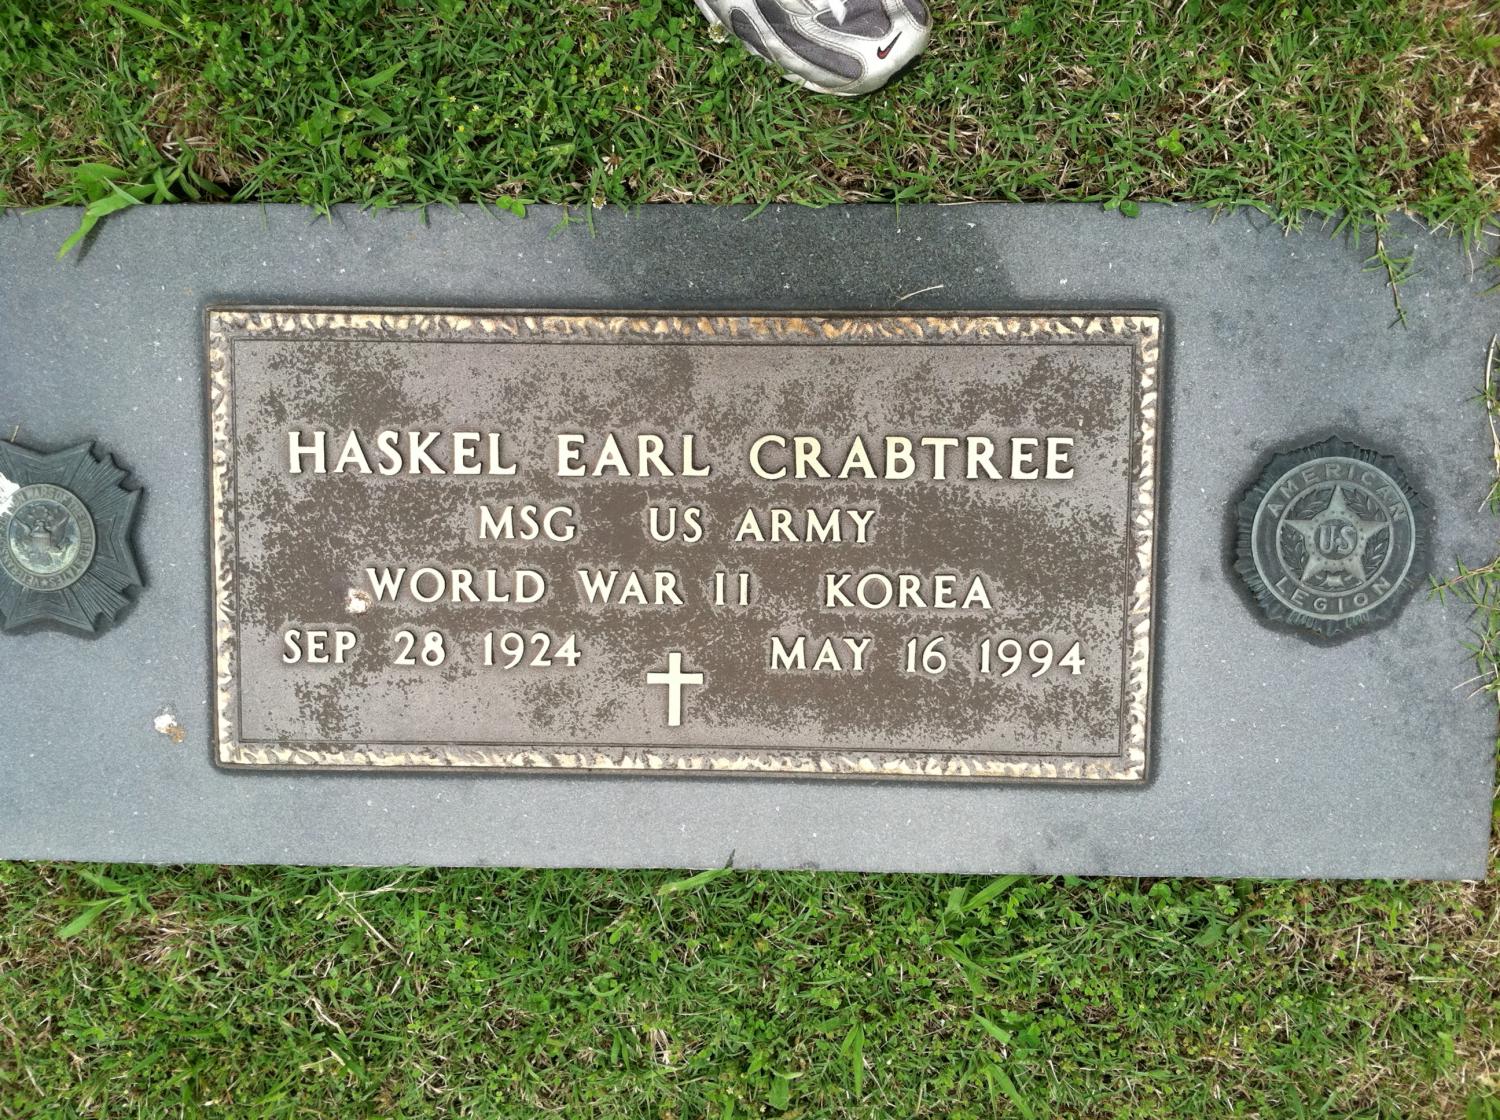 HASKEL EARL CRABTREE
MSG US ARMY
WORLD WAR II KOREA
SEP 28 1924 MAY 16 1994
AMERICAN
US
LEGION